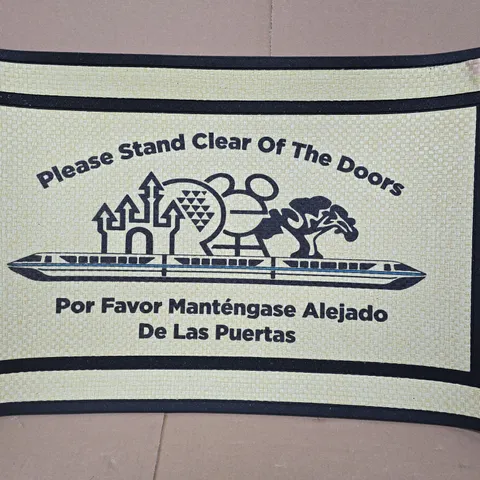 Please Stand Clear Of The Doors
Por Favor Manténgase Alejado
De Las Puertas